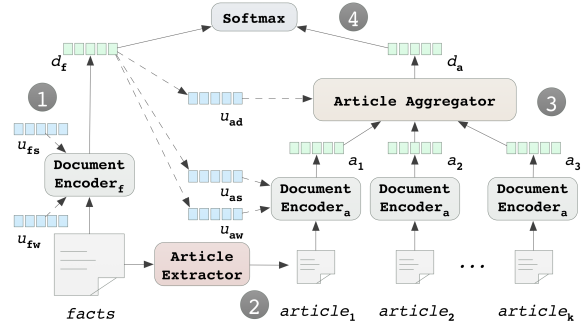 Softmax
4
d_f
d_a
1
u_ad
Article Aggregator
3
u_fs
a_1
a_2
a_3
Document
Encoder_f
u_as
Document
Encoder_a
Document
Encoder_a
Document
Encoder_a
u_fw
u_aw
Article
Extractor
...
2
facts
article_1
article_2
article_k